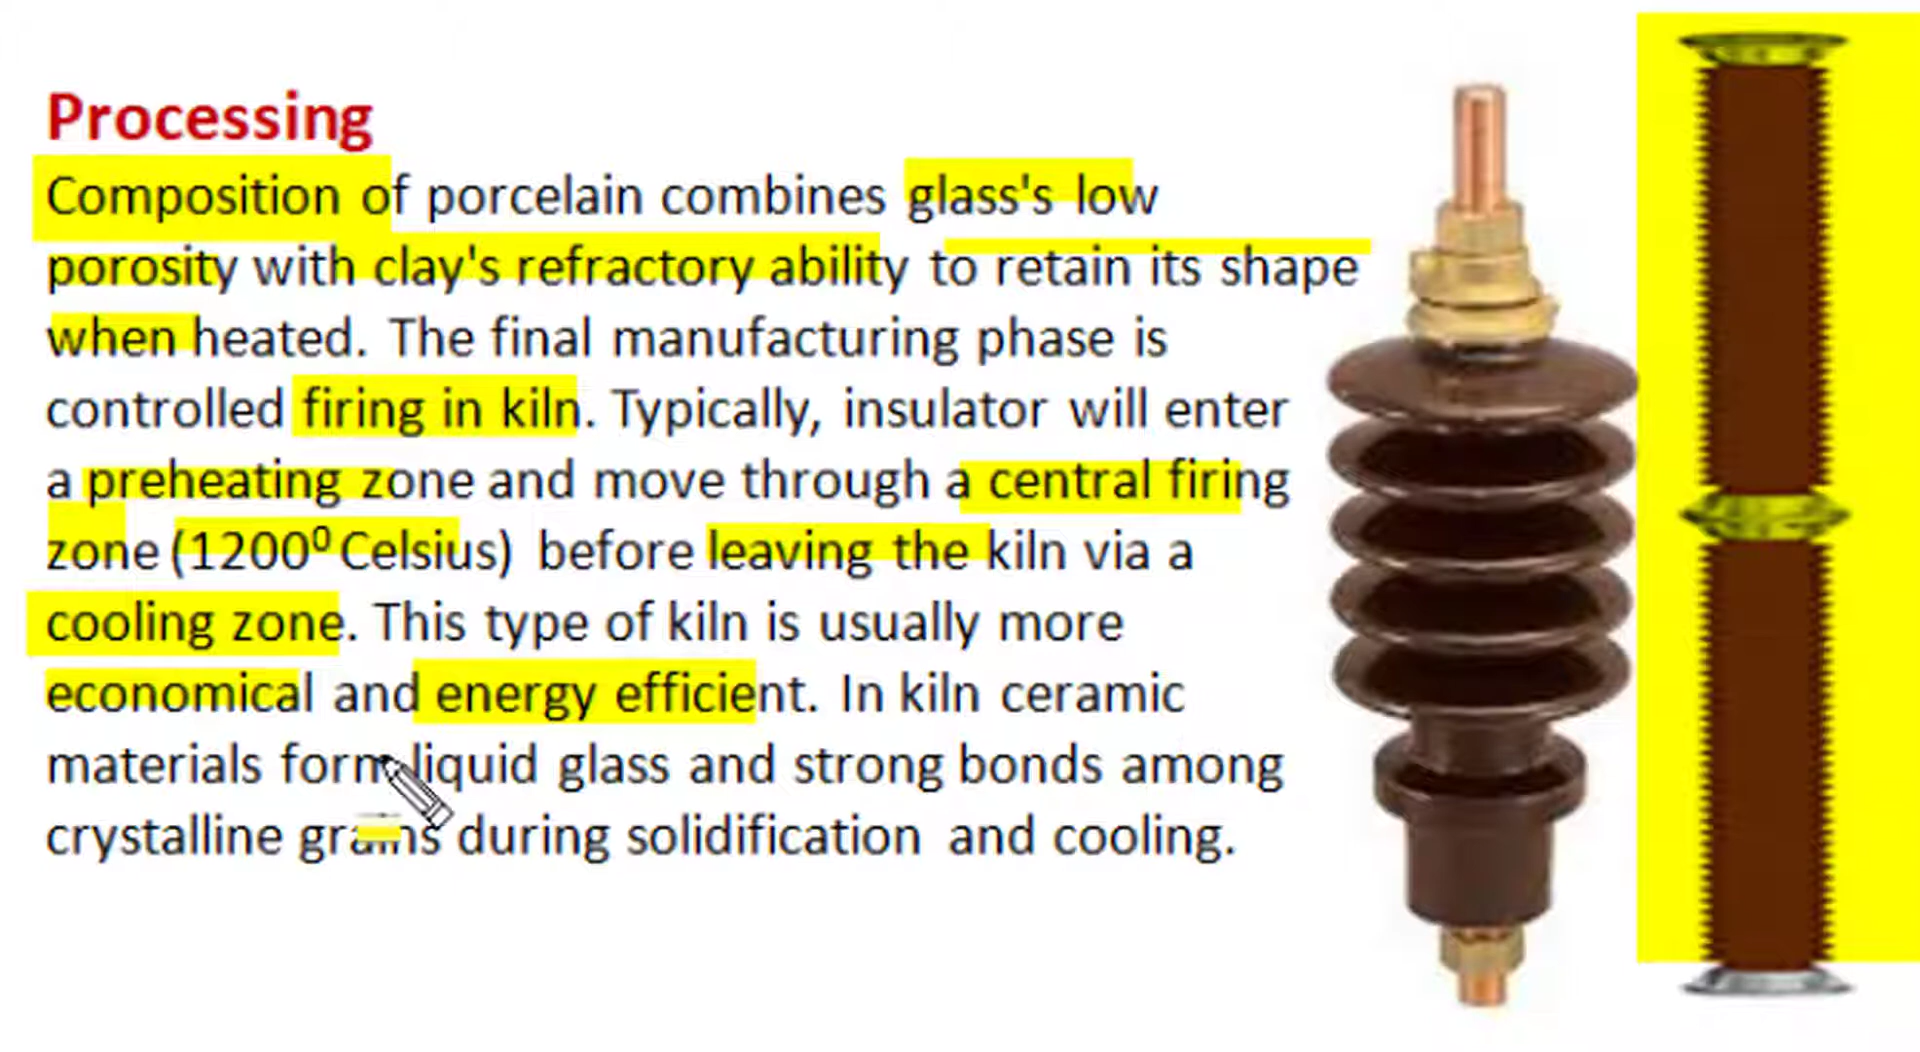 Processing
Composition of porcelain combines glass's low
porosity with clay's refractory ability to retain its shape
when heated. The final manufacturing phase is
controlled firing in kiln. Typically, insulator will enter
a preheating zone and move through a central firing
zone (1200⁰ Celsius) before leaving the kiln via a
cooling zone. This type of kiln is usually more
economical and energy efficient. In kiln ceramic
materials form liquid glass and strong bonds among
crystalline grains during solidification and cooling.